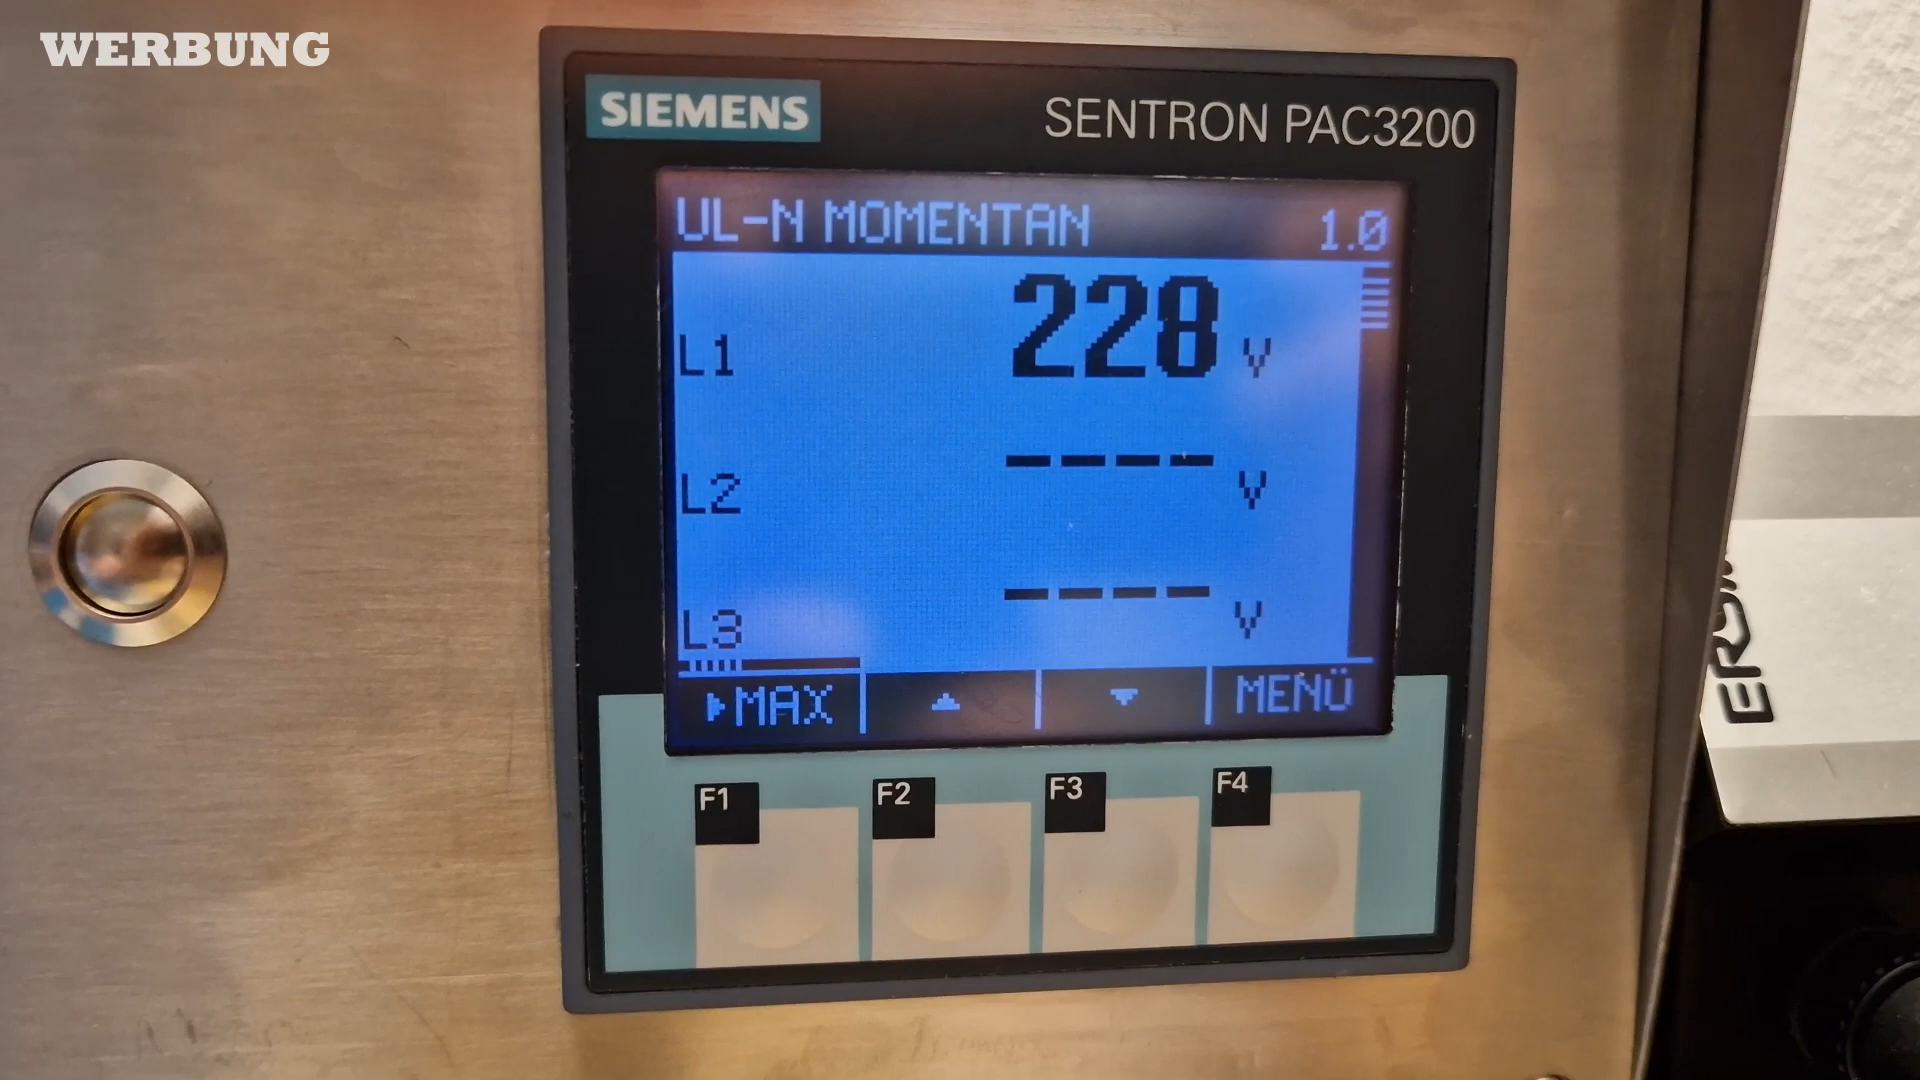 WERBUNG
SIEMENS
SENTRON PAC3200
UL-N MOMENTAN 1.0
L1 228 V
L2 ---- V
L3 ---- V
▶MAX ▲ ▼ MENÜ
F1 F2 F3 F4